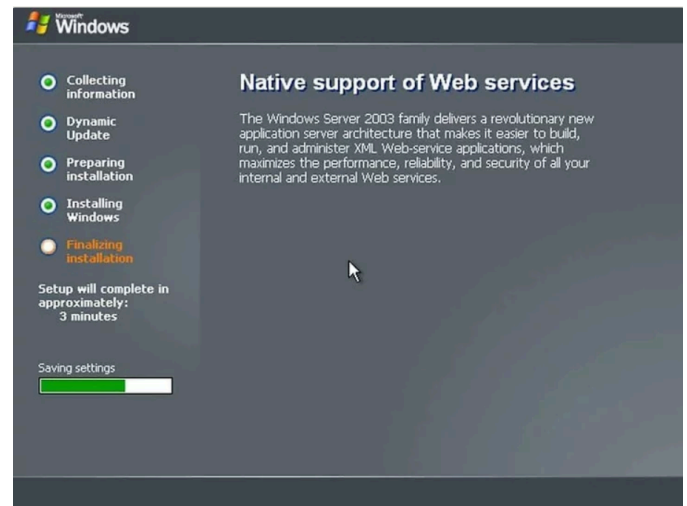 Microsoft
Windows
Collecting
information
Dynamic
Update
Preparing
installation
Installing
Windows
Finalizing
installation
Setup will complete in
approximately:
3 minutes
Saving settings
Native support of Web services
The Windows Server 2003 family delivers a revolutionary new
application server architecture that makes it easier to build,
run, and administer XML Web-service applications, which
maximizes the performance, reliability, and security of all your
internal and external Web services.